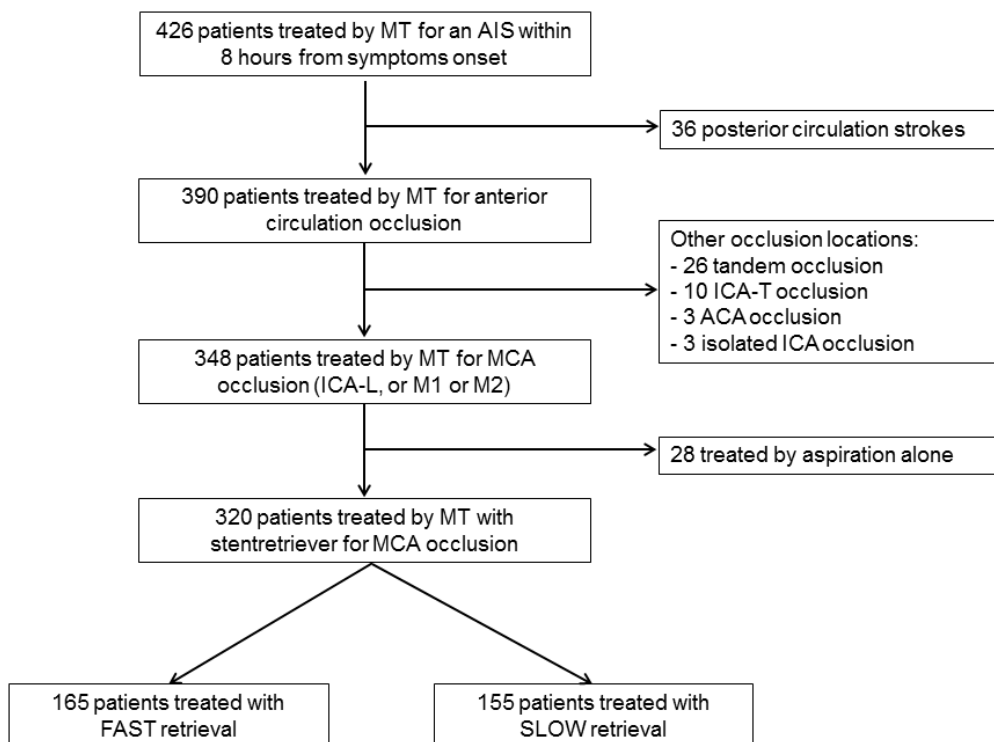 426 patients treated by MT for an AIS within
8 hours from symptoms onset
36 posterior circulation strokes
390 patients treated by MT for anterior
circulation occlusion
Other occlusion locations:
- 26 tandem occlusion
- 10 ICA-T occlusion
- 3 ACA occlusion
- 3 isolated ICA occlusion
348 patients treated by MT for MCA
occlusion (ICA-L, or M1 or M2)
28 treated by aspiration alone
320 patients treated by MT with
stentretriever for MCA occlusion
165 patients treated with
FAST retrieval
155 patients treated with
SLOW retrieval